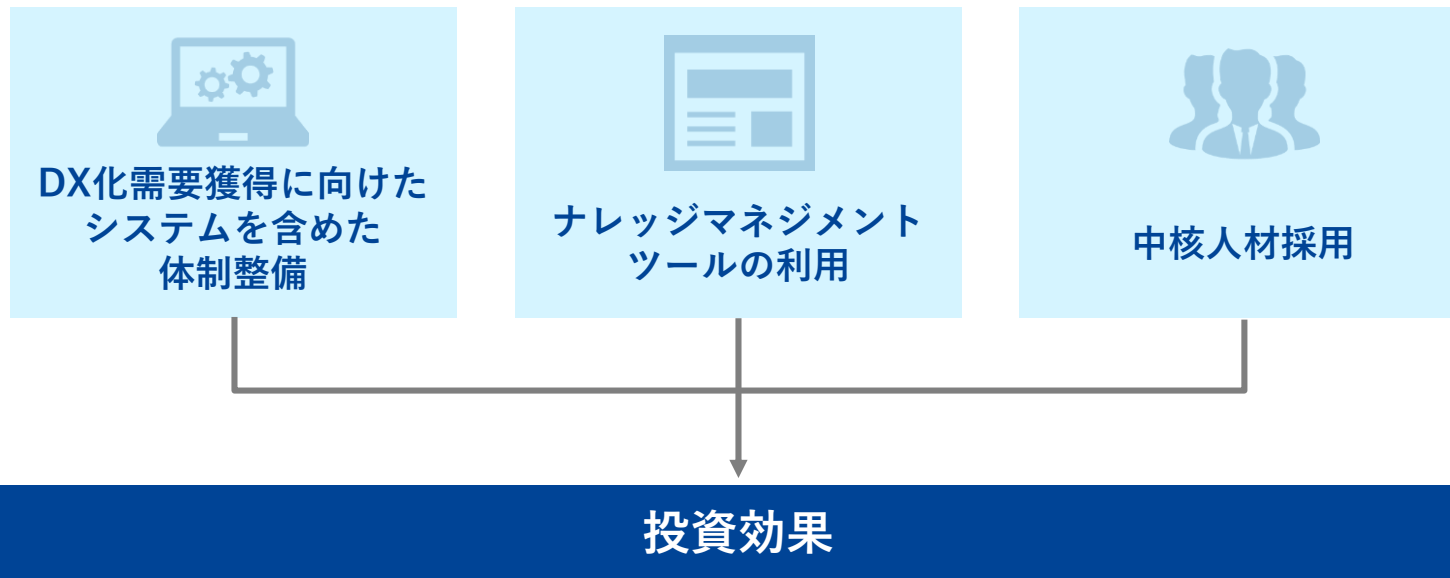 DX化需要獲得に向けた
システムを含めた
体制整備
ナレッジマネジメント
ツールの利用
中核人材採用
投資効果